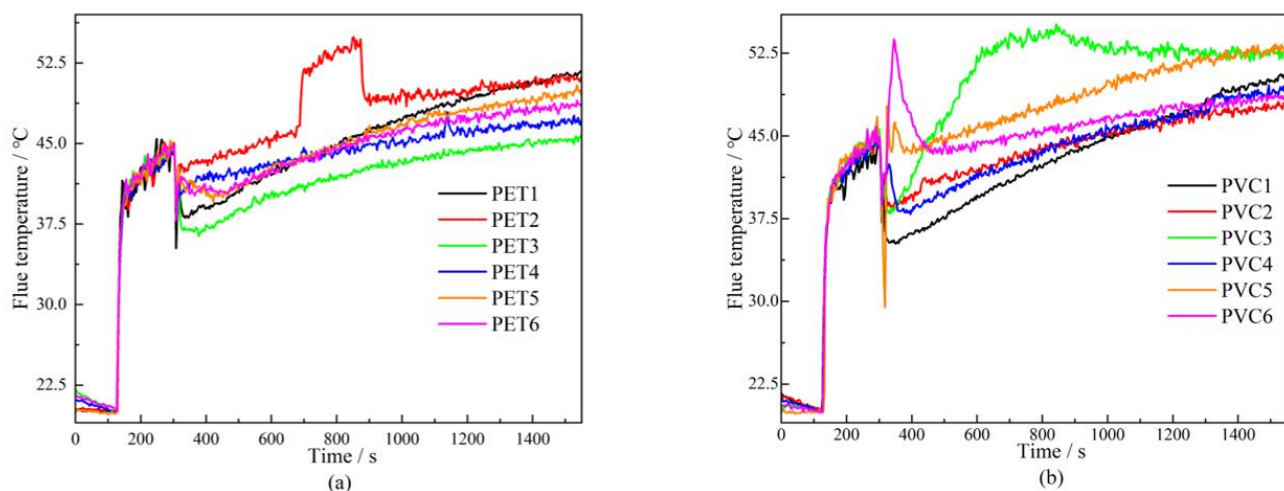 52.5
45.0
37.5
30.0
22.5
Flue temperature / °C
PET1
PET2
PET3
PET4
PET5
PET6
0 200 400 600 800 1000 1200 1400
Time / s
(a)
52.5
45.0
37.5
30.0
22.5
Flue temperature / °C
PVC1
PVC2
PVC3
PVC4
PVC5
PVC6
0 200 400 600 800 1000 1200 1400
Time / s
(b)